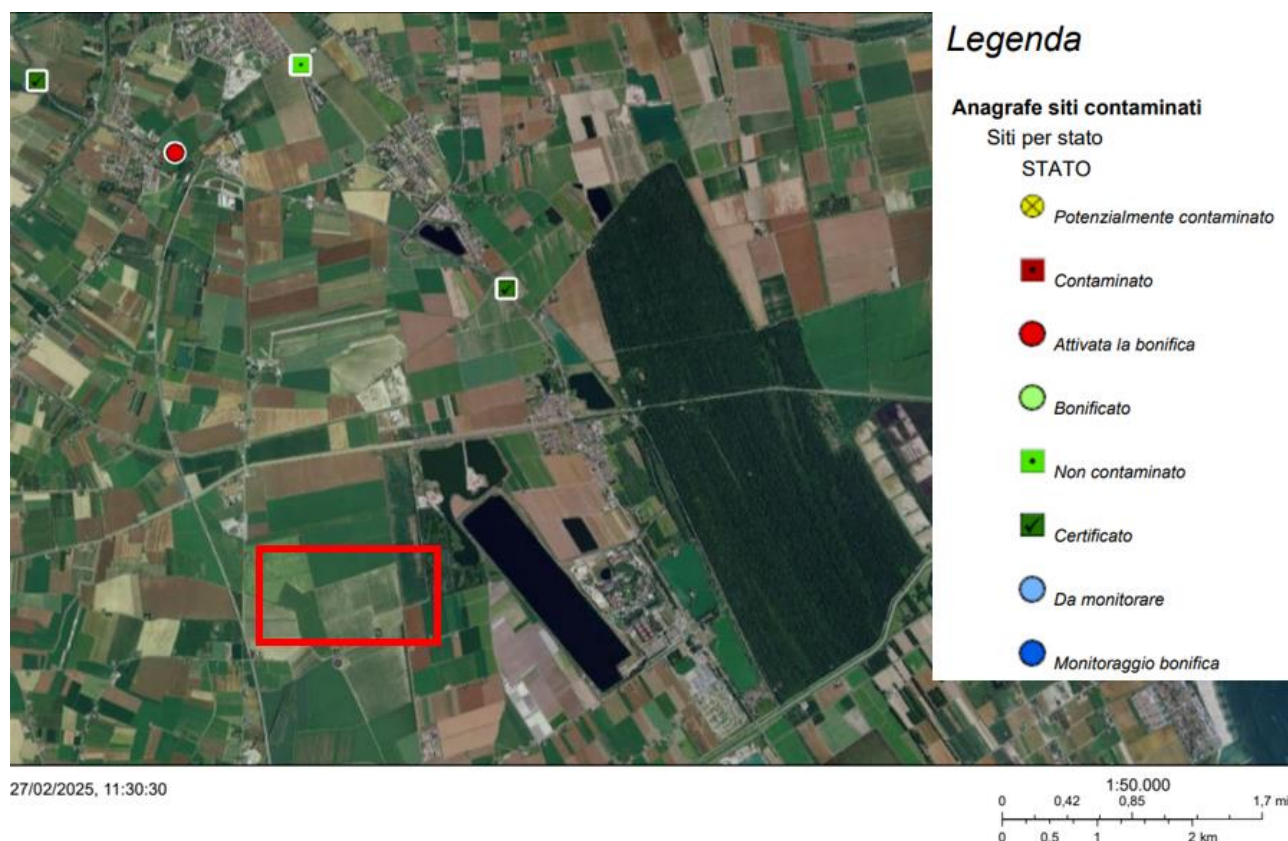 Legenda
Anagrafe siti contaminati
Siti per stato
STATO
Potenzialmente contaminato
Contaminato
Attivata la bonifica
Bonificato
Non contaminato
Certificato
Da monitorare
Monitoraggio bonifica
27/02/2025, 11:30:30
1:50.000
0 0,42 0,85 1,7 mi
0 0.5 1 2 km